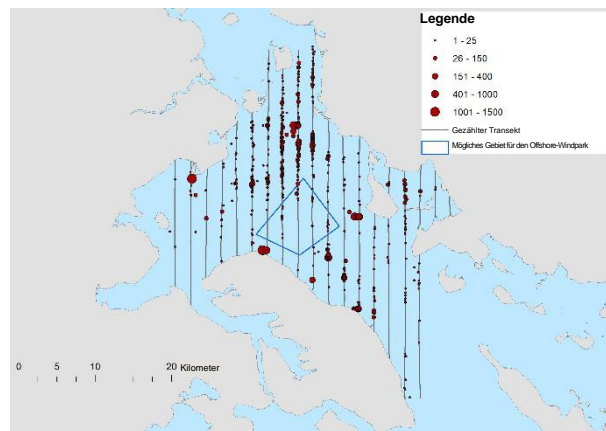 Legende
1 - 25
26 - 150
151 - 400
401 - 1000
1001 - 1500
Gezählter Transekt
Mögliches Gebiet für den Offshore-Windpark
0 5 10 20 Kilometer